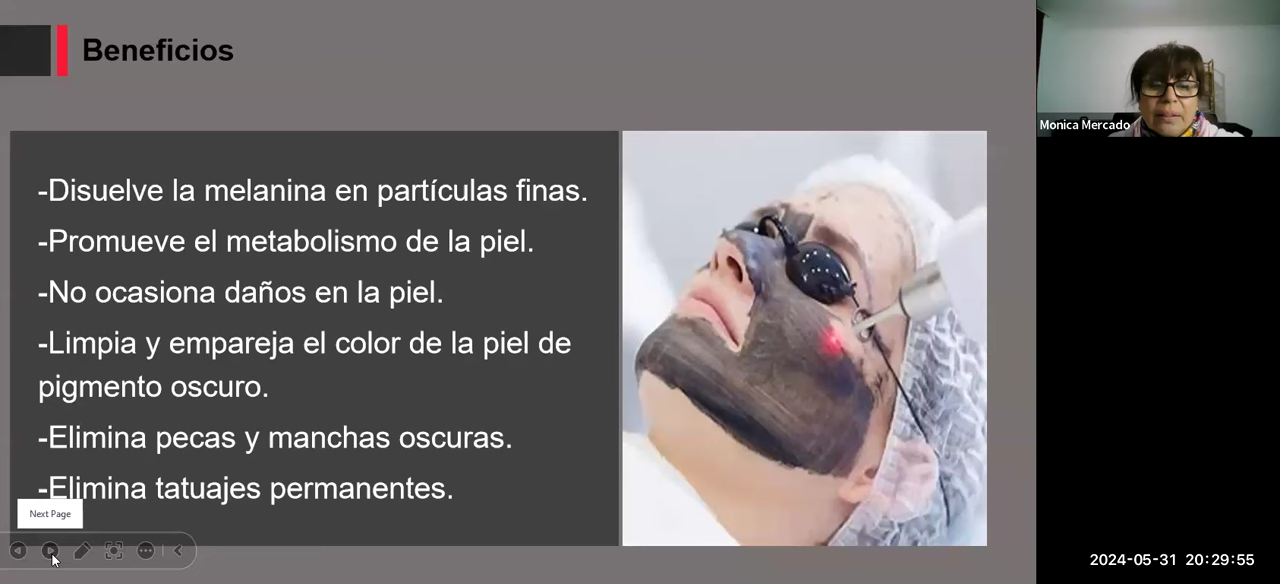 Beneficios
-Disuelve la melanina en partículas finas.
-Promueve el metabolismo de la piel.
-No ocasiona daños en la piel.
-Limpia y empareja el color de la piel de
pigmento oscuro.
-Elimina pecas y manchas oscuras.
-Elimina tatuajes permanentes.
Next Page
Monica Mercado
2024-05-31 20:29:55